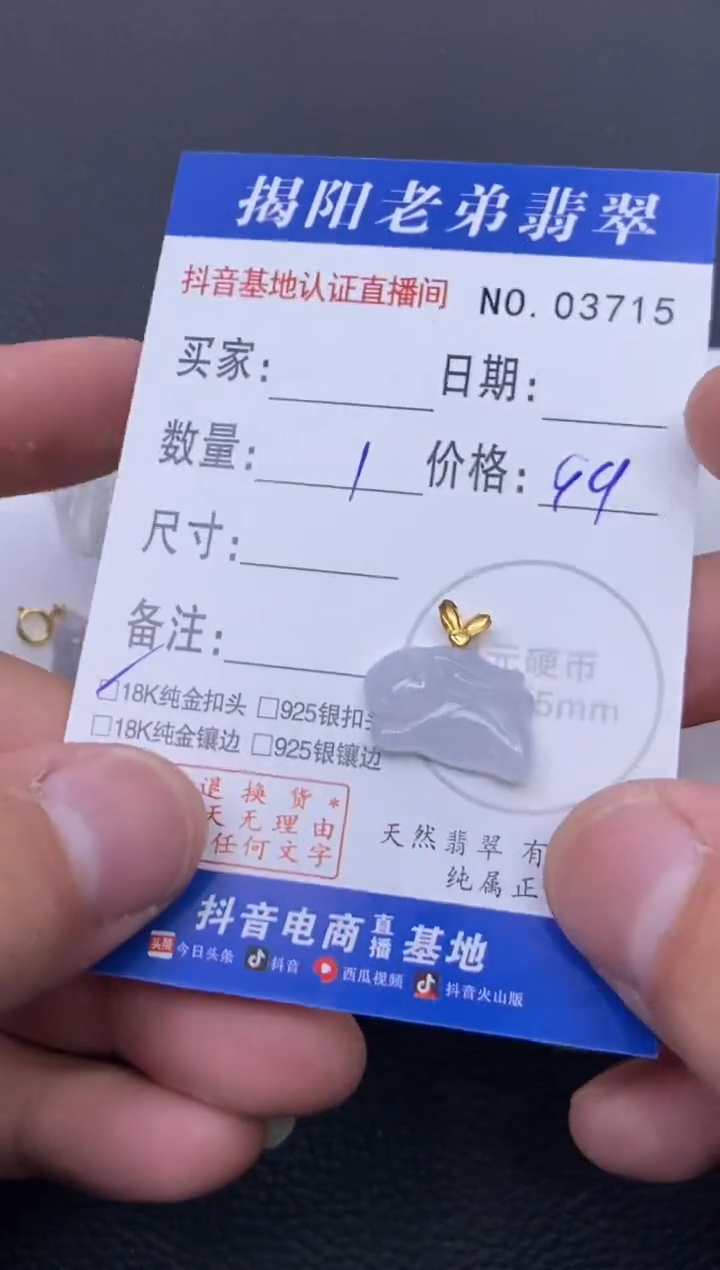 揭阳老弟翡翠
抖音基地认证直播间 NO. 03715
买家: 日期:
数量: 1 价格: 99
尺寸:
备注:
元硬币
5mm
18K纯金扣头 925银扣
18K纯金镶边 925银镶边
退换货*
天无理由
任何文字
天然翡翠 有
纯属正
抖音电商直播基地
头条 今日头条 抖音 西瓜视频 抖音火山版